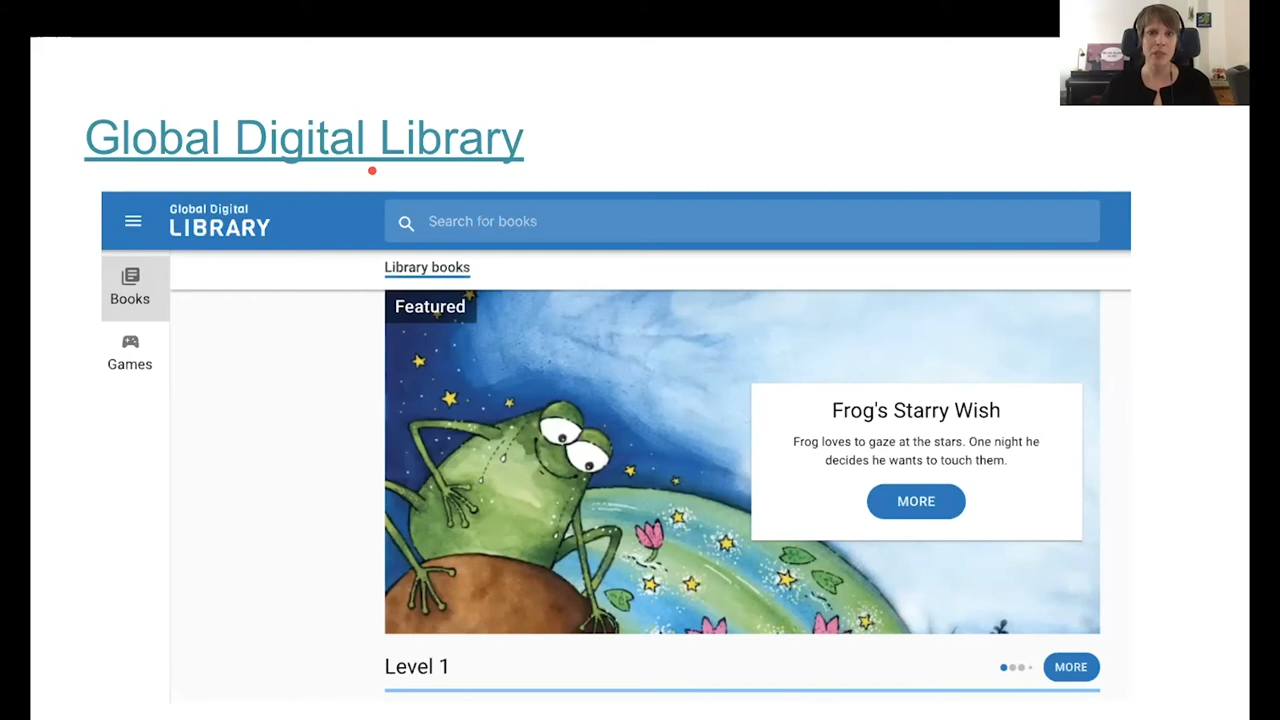 Global Digital Library
Global Digital
LIBRARY
Search for books
Library books
Books
Games
Featured
Frog's Starry Wish
Frog loves to gaze at the stars. One night he
decides he wants to touch them.
MORE
Level 1
MORE